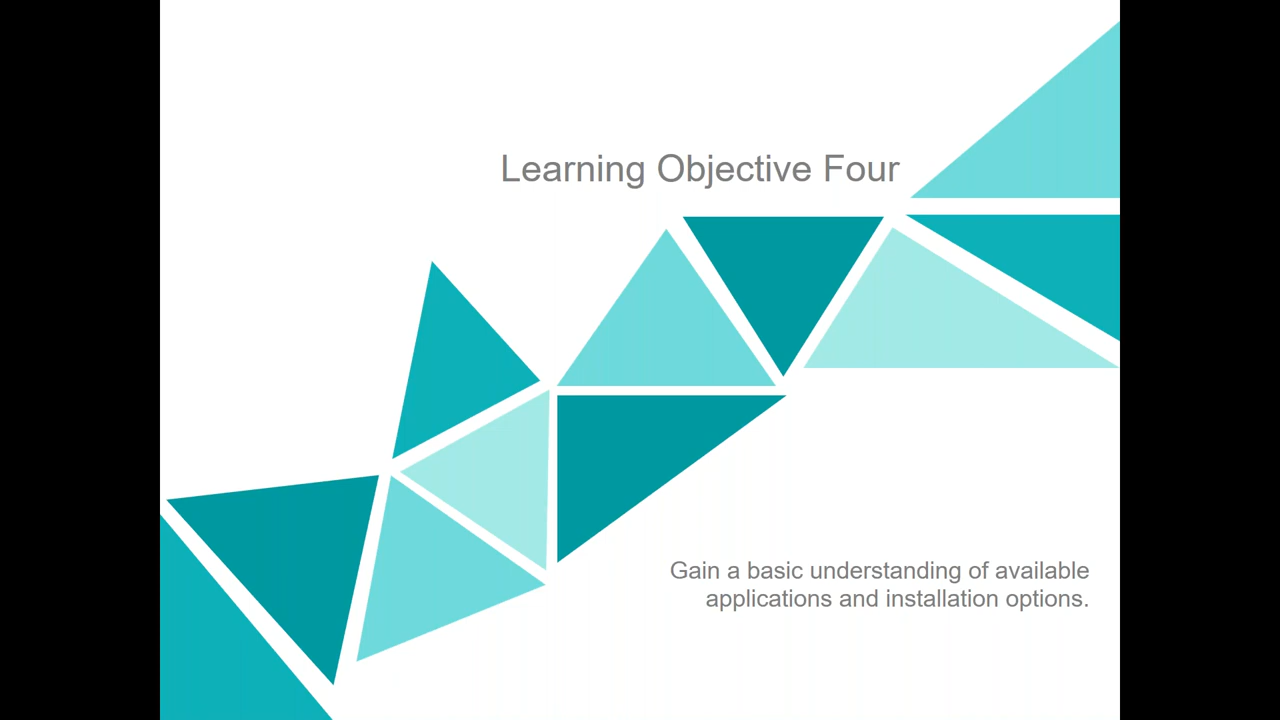 Learning Objective Four
Gain a basic understanding of available
applications and installation options.